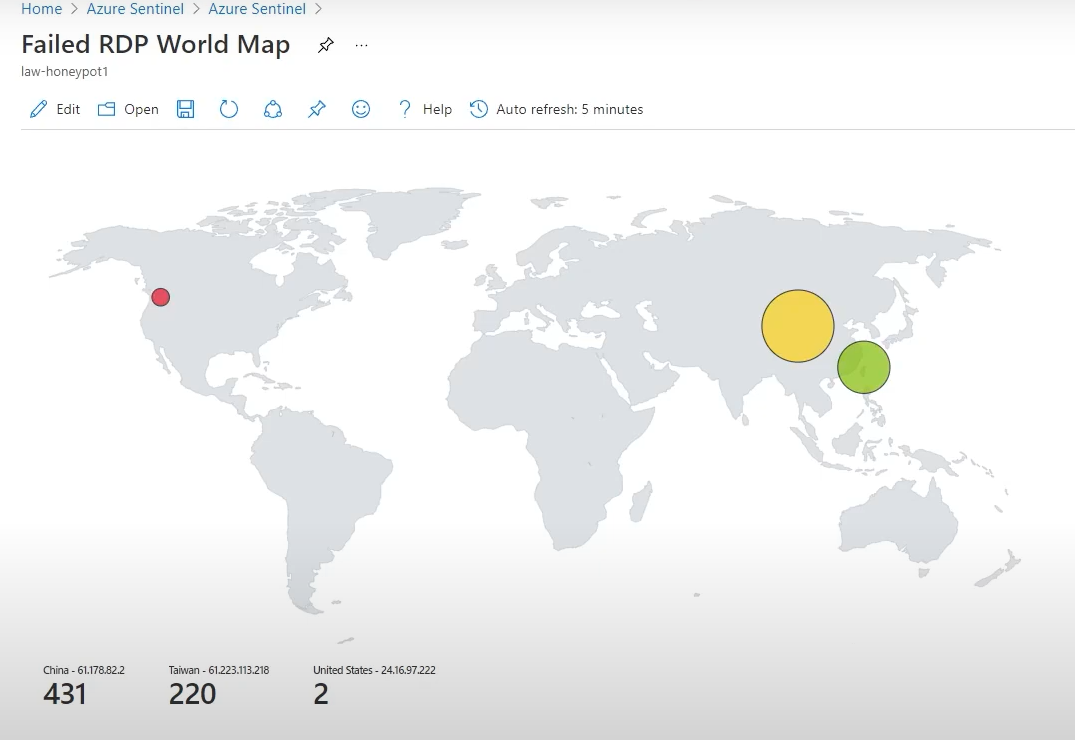 Home > Azure Sentinel > Azure Sentinel >
Failed RDP World Map ...
law-honeypot1
Edit Open ? Help Auto refresh: 5 minutes
China - 61.178.82.2 Taiwan - 61.223.113.218 United States - 24.16.97.222
431 220 2